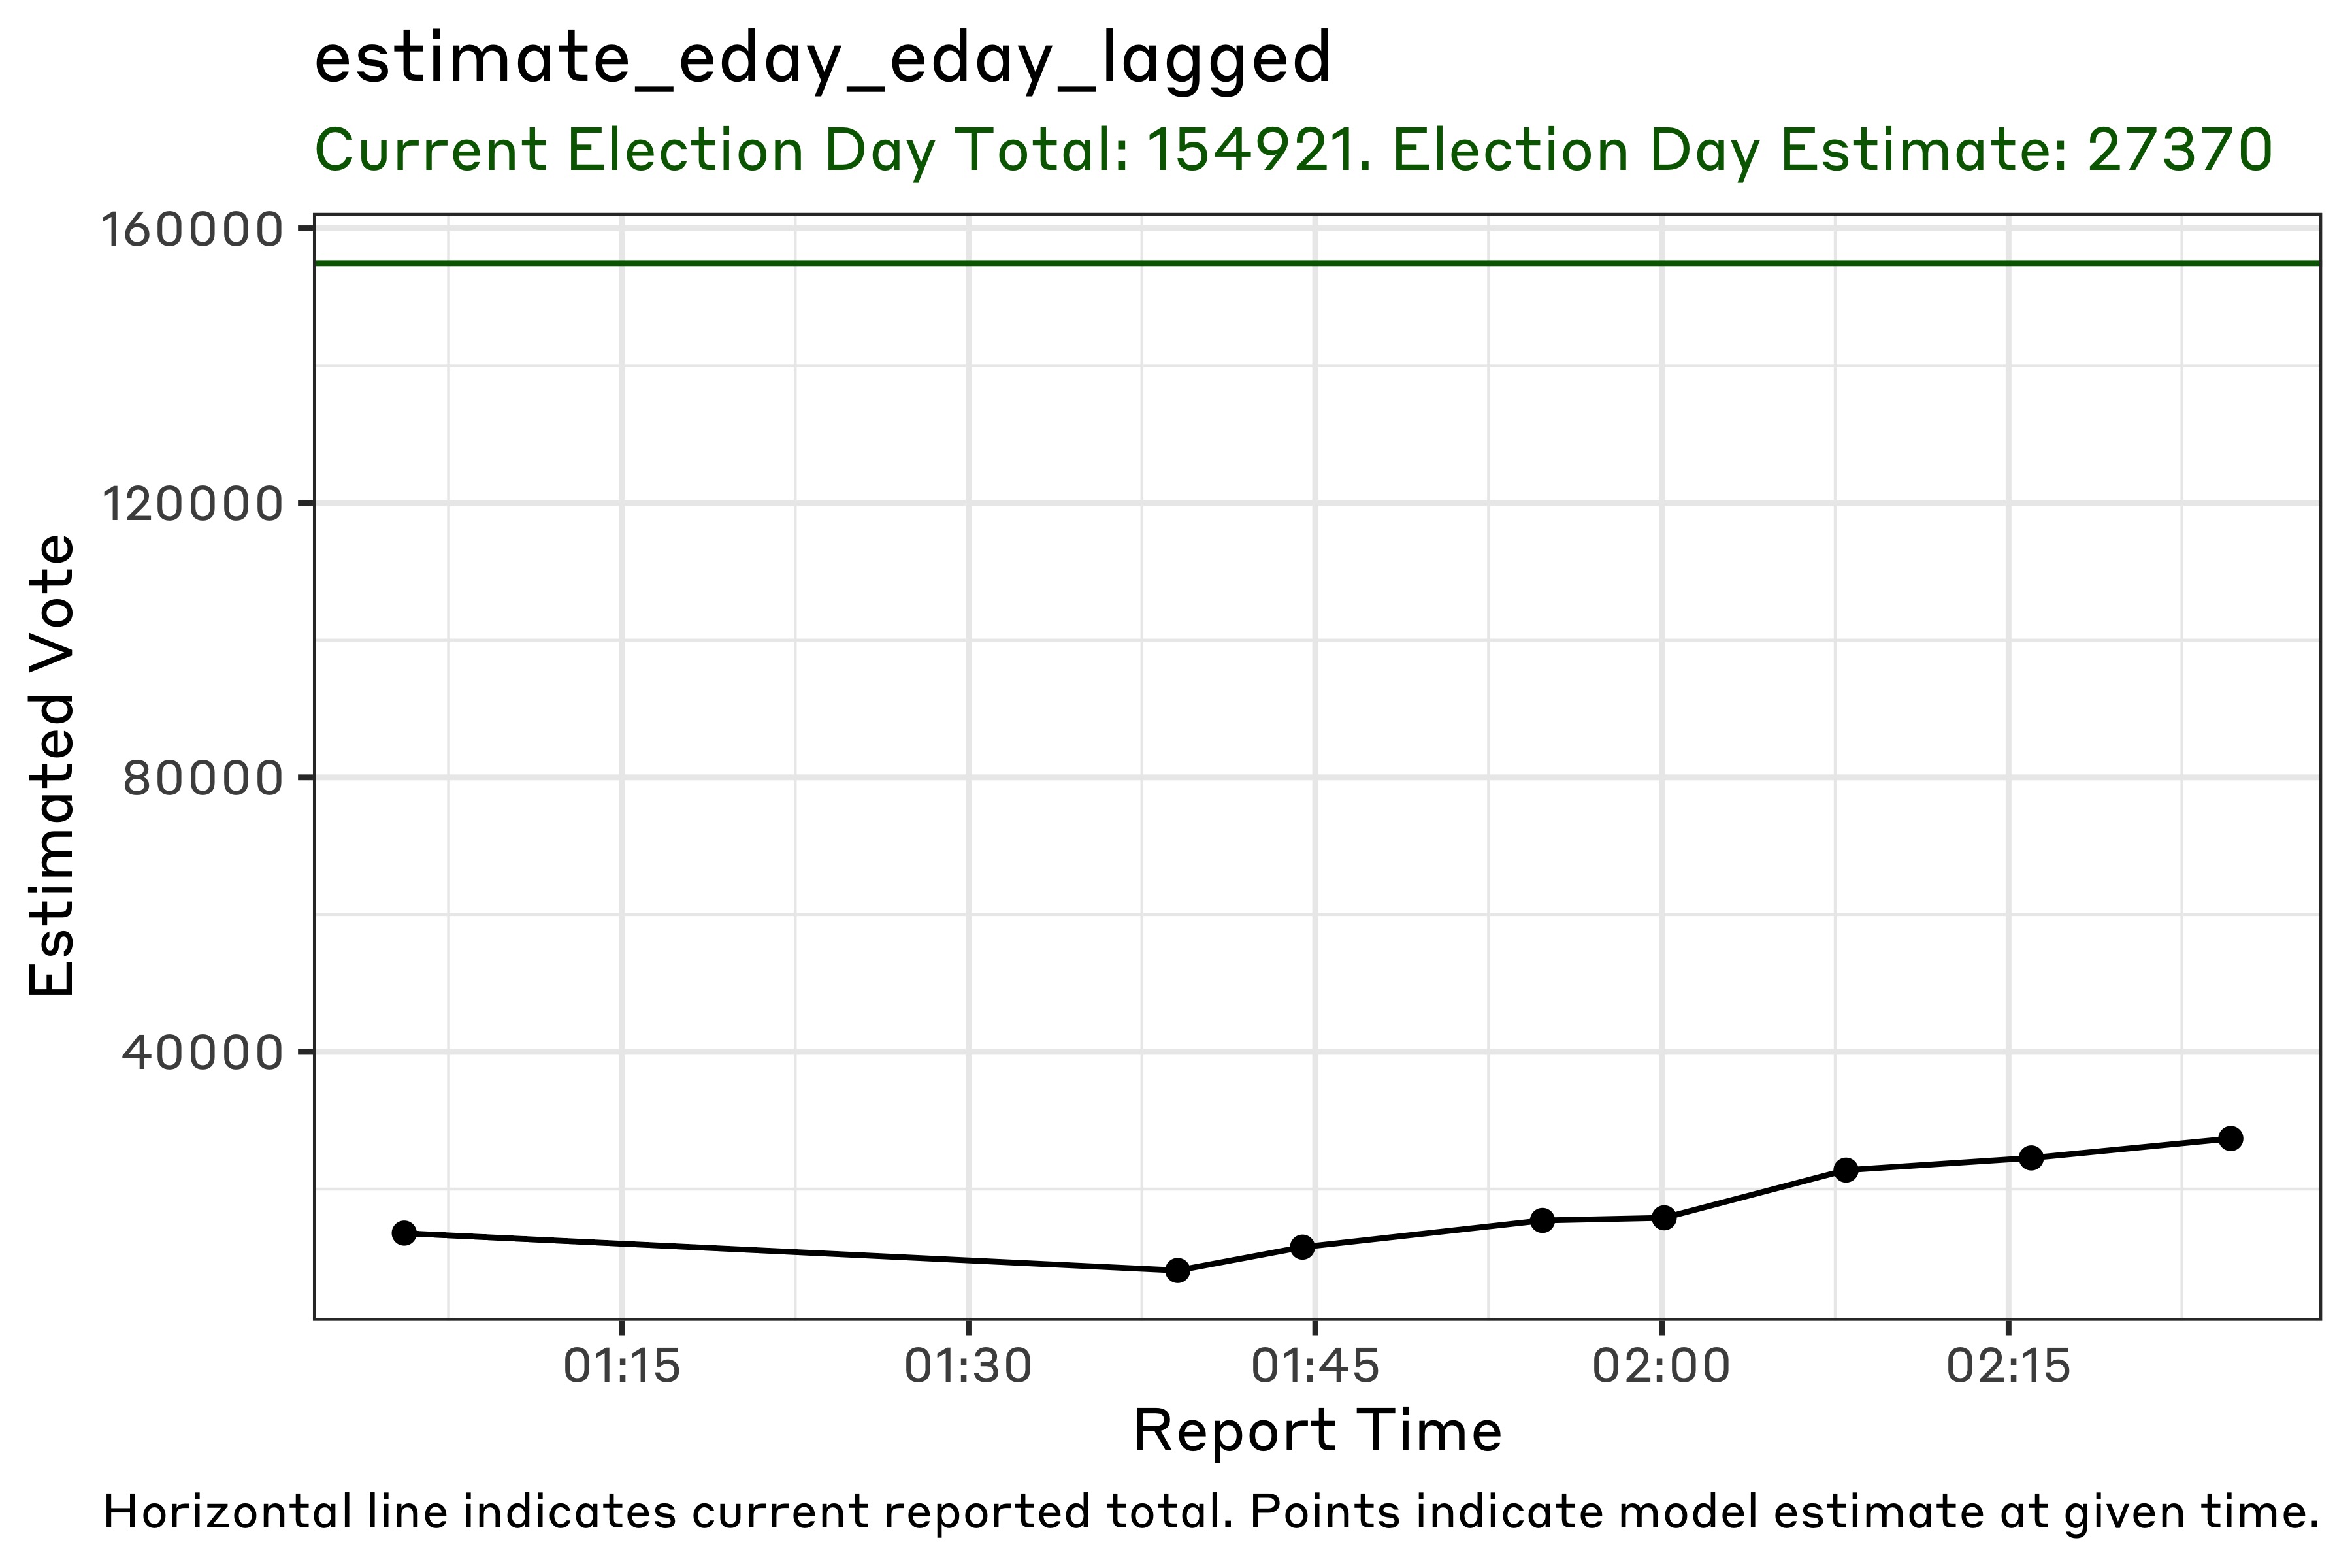 estimate_eday_eday_lagged
Current Election Day Total: 154921. Election Day Estimate: 27370
160000
120000
80000
40000
Estimated Vote
01:15 01:30 01:45 02:00 02:15
Report Time
Horizontal line indicates current reported total. Points indicate model estimate at given time.